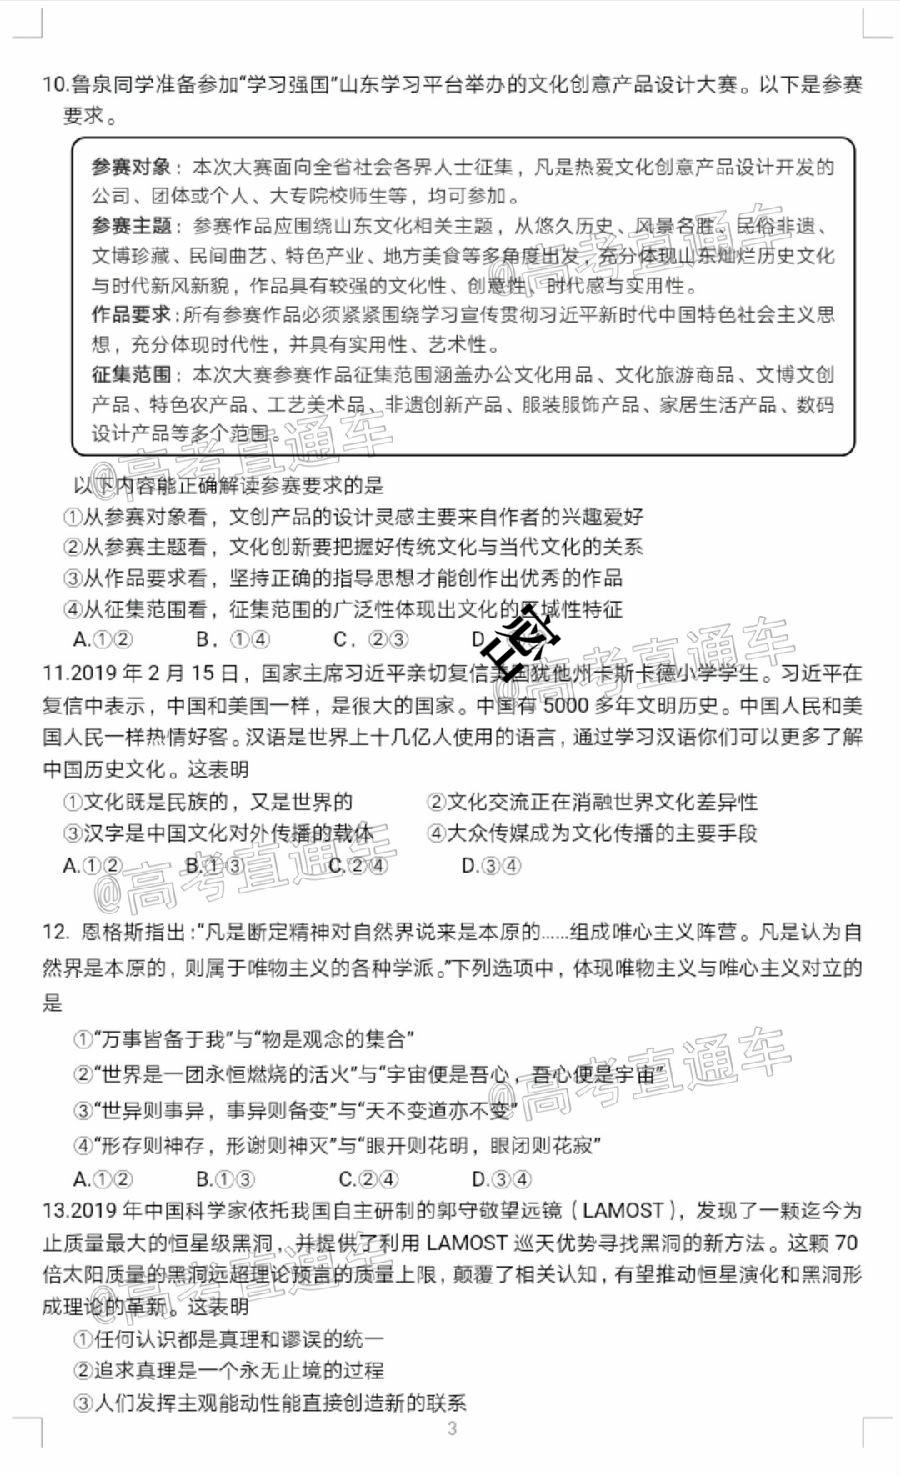 10.鲁泉同学准备参加“学习强国”山东学习平台举办的文化创意产品设计大赛。以下是参赛
要求。
参赛对象：本次大赛面向全省社会各界人士征集，凡是热爱文化创意产品设计开发的
公司、团体或个人、大专院校师生等，均可参加。
参赛主题：参赛作品应围绕山东文化相关主题，从悠久历史、风景名胜、民俗非遗、
文博珍藏、民间曲艺、特色产业、地方美食等多角度出发，充分体现山东灿烂历史文化
与时代新风新貌，作品具有较强的文化性、创意性、时代感与实用性。
作品要求:所有参赛作品必须紧紧围绕学习宣传贯彻习近平新时代中国特色社会主义思
想，充分体现时代性，并具有实用性、艺术性。
征集范围：本次大赛参赛作品征集范围涵盖办公文化用品、文化旅游商品、文博文创
产品、特色农产品、工艺美术品、非遗创新产品、服装服饰产品、家居生活产品、数码
设计产品等多个范围。
以下内容能正确解读参赛要求的是
①从参赛对象看，文创产品的设计灵感主要来自作者的兴趣爱好
②从参赛主题看，文化创新要把握好传统文化与当代文化的关系
③从作品要求看，坚持正确的指导思想才能创作出优秀的作品
④从征集范围看，征集范围的广泛性体现出文化的区域性特征
A.①② B．①④ C．②③ D
密
11.2019 年 2 月 15 日，国家主席习近平亲切复信美国犹他州卡斯卡德小学学生。习近平在
复信中表示，中国和美国一样，是很大的国家。中国有 5000 多年文明历史。中国人民和美
国人民一样热情好客。汉语是世界上十几亿人使用的语言，通过学习汉语你们可以更多了解
中国历史文化。这表明
①文化既是民族的，又是世界的 ②文化交流正在消融世界文化差异性
③汉字是中国文化对外传播的载体 ④大众传媒成为文化传播的主要手段
A.①② B.①③ C.②④ D.③④
12. 恩格斯指出:“凡是断定精神对自然界说来是本原的……组成唯心主义阵营。凡是认为自
然界是本原的，则属于唯物主义的各种学派。”下列选项中，体现唯物主义与唯心主义对立的
是
①“万事皆备于我”与“物是观念的集合”
②“世界是一团永恒燃烧的活火”与“宇宙便是吾心，吾心便是宇宙”
③“世异则事异，事异则备变”与“天不变道亦不变”
④“形存则神存，形谢则神灭”与“眼开则花明，眼闭则花寂”
A.①② B.①③ C.②④ D.③④
13.2019 年中国科学家依托我国自主研制的郭守敬望远镜（LAMOST），发现了一颗迄今为
止质量最大的恒星级黑洞，并提供了利用 LAMOST 巡天优势寻找黑洞的新方法。这颗 70
倍太阳质量的黑洞远超理论预言的质量上限，颠覆了相关认知，有望推动恒星演化和黑洞形
成理论的革新。这表明
①任何认识都是真理和谬误的统一
②追求真理是一个永无止境的过程
③人们发挥主观能动性能直接创造新的联系
3
@高考直通车
@高考直通车
@高考直通车
@高考直通车
@高考直通车
@高考直通车